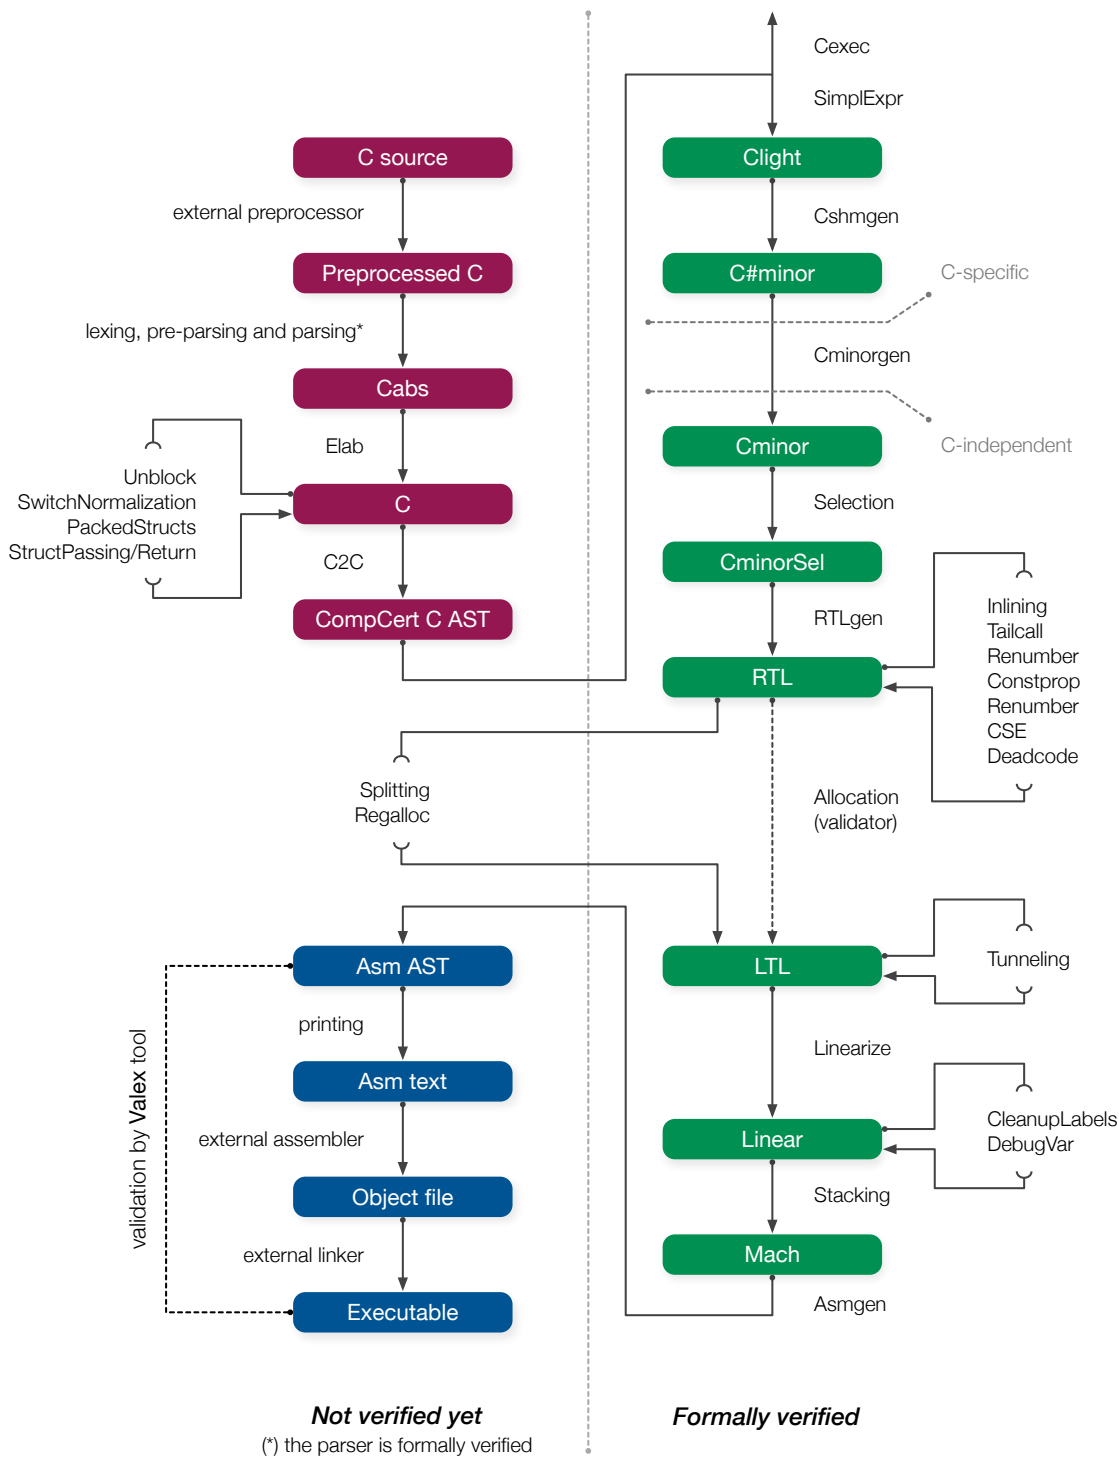 C source
external preprocessor
Preprocessed C
lexing, pre-parsing and parsing*
Cabs
Elab
Unblock
SwitchNormalization
PackedStructs
StructPassing/Return
C
C2C
CompCert C AST
Cexec
SimplExpr
Clight
Cshmgen
C#minor
C-specific
Cminorgen
C-independent
Cminor
Selection
CminorSel
RTLgen
RTL
Inlining
Tailcall
Renumber
Constprop
Renumber
CSE
Deadcode
Splitting
Regalloc
Allocation
(validator)
LTL
Tunneling
Linearize
Linear
CleanupLabels
DebugVar
Stacking
Mach
Asmgen
Asm AST
printing
Asm text
external assembler
Object file
external linker
Executable
validation by Valex tool
Not verified yet
(*) the parser is formally verified
Formally verified